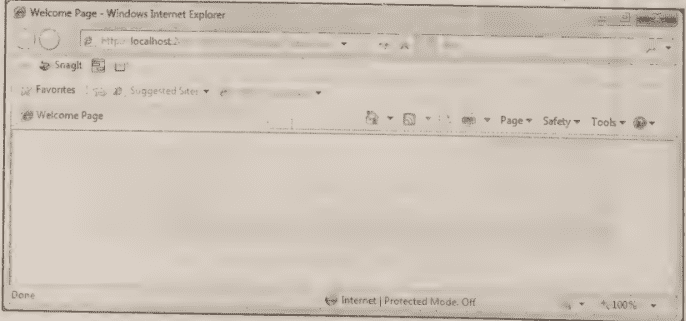 Welcome Page - Windows Internet Explorer
http:// localhost:
Snagit
Favorites Suggested Sites
Welcome Page Page Safety Tools
Done Internet | Protected Mode: Off 100%